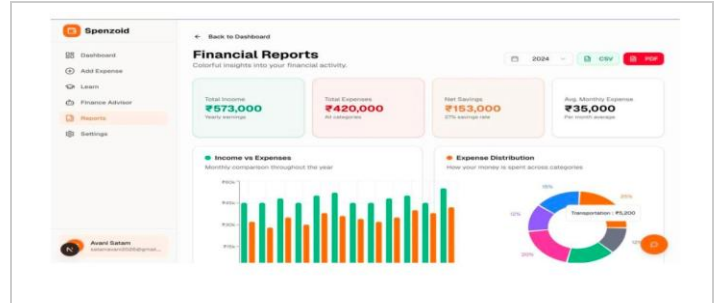 Spenzoid
← Back to Dashboard
Financial Reports
Colorful insights into your financial activity.
2024
CSV
PDF
Dashboard
Add Expense
Learn
Finance Advisor
Reports
Settings
Total Income
₹573,000
Yearly earnings
Total Expenses
₹420,000
All categories
Net Savings
₹153,000
27% savings rate
Avg. Monthly Expense
₹35,000
Per month average
Income vs Expenses
Monthly comparison throughout the year
Expense Distribution
How your money is spent across categories
15%
12%
20%
Transportation : ₹5,200
Avani Satam